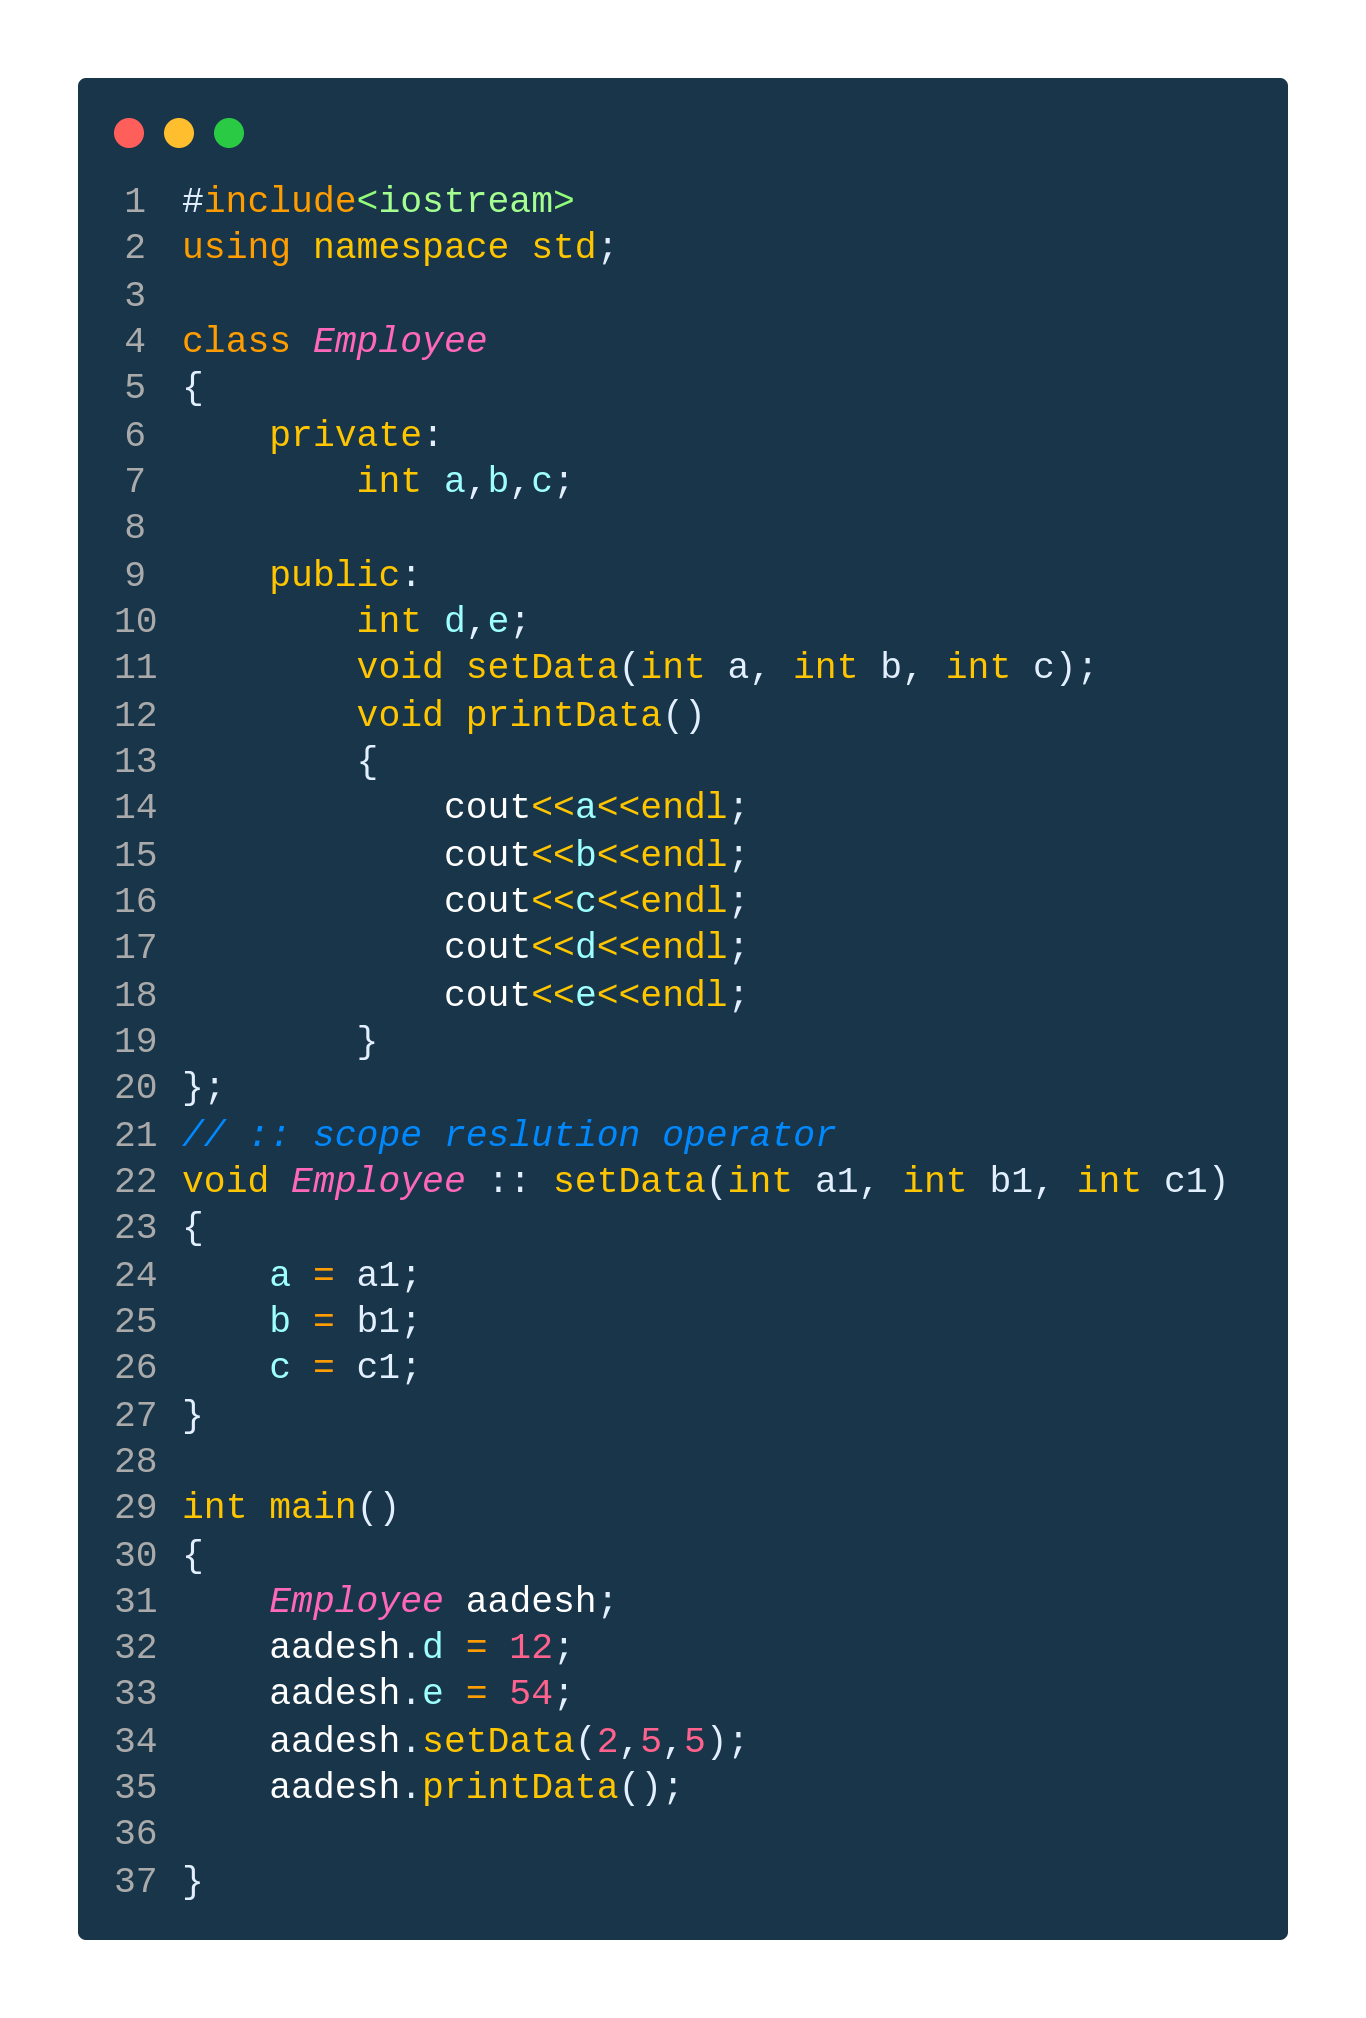 1 #include<iostream>
2 using namespace std;
3
4 class Employee
5 {
6     private:
7         int a,b,c;
8
9     public:
10         int d,e;
11         void setData(int a, int b, int c);
12         void printData()
13         {
14             cout<<a<<endl;
15             cout<<b<<endl;
16             cout<<c<<endl;
17             cout<<d<<endl;
18             cout<<e<<endl;
19         }
20 };
21 // :: scope reslution operator
22 void Employee :: setData(int a1, int b1, int c1)
23 {
24     a = a1;
25     b = b1;
26     c = c1;
27 }
28
29 int main()
30 {
31     Employee aadesh;
32     aadesh.d = 12;
33     aadesh.e = 54;
34     aadesh.setData(2,5,5);
35     aadesh.printData();
36
37 }